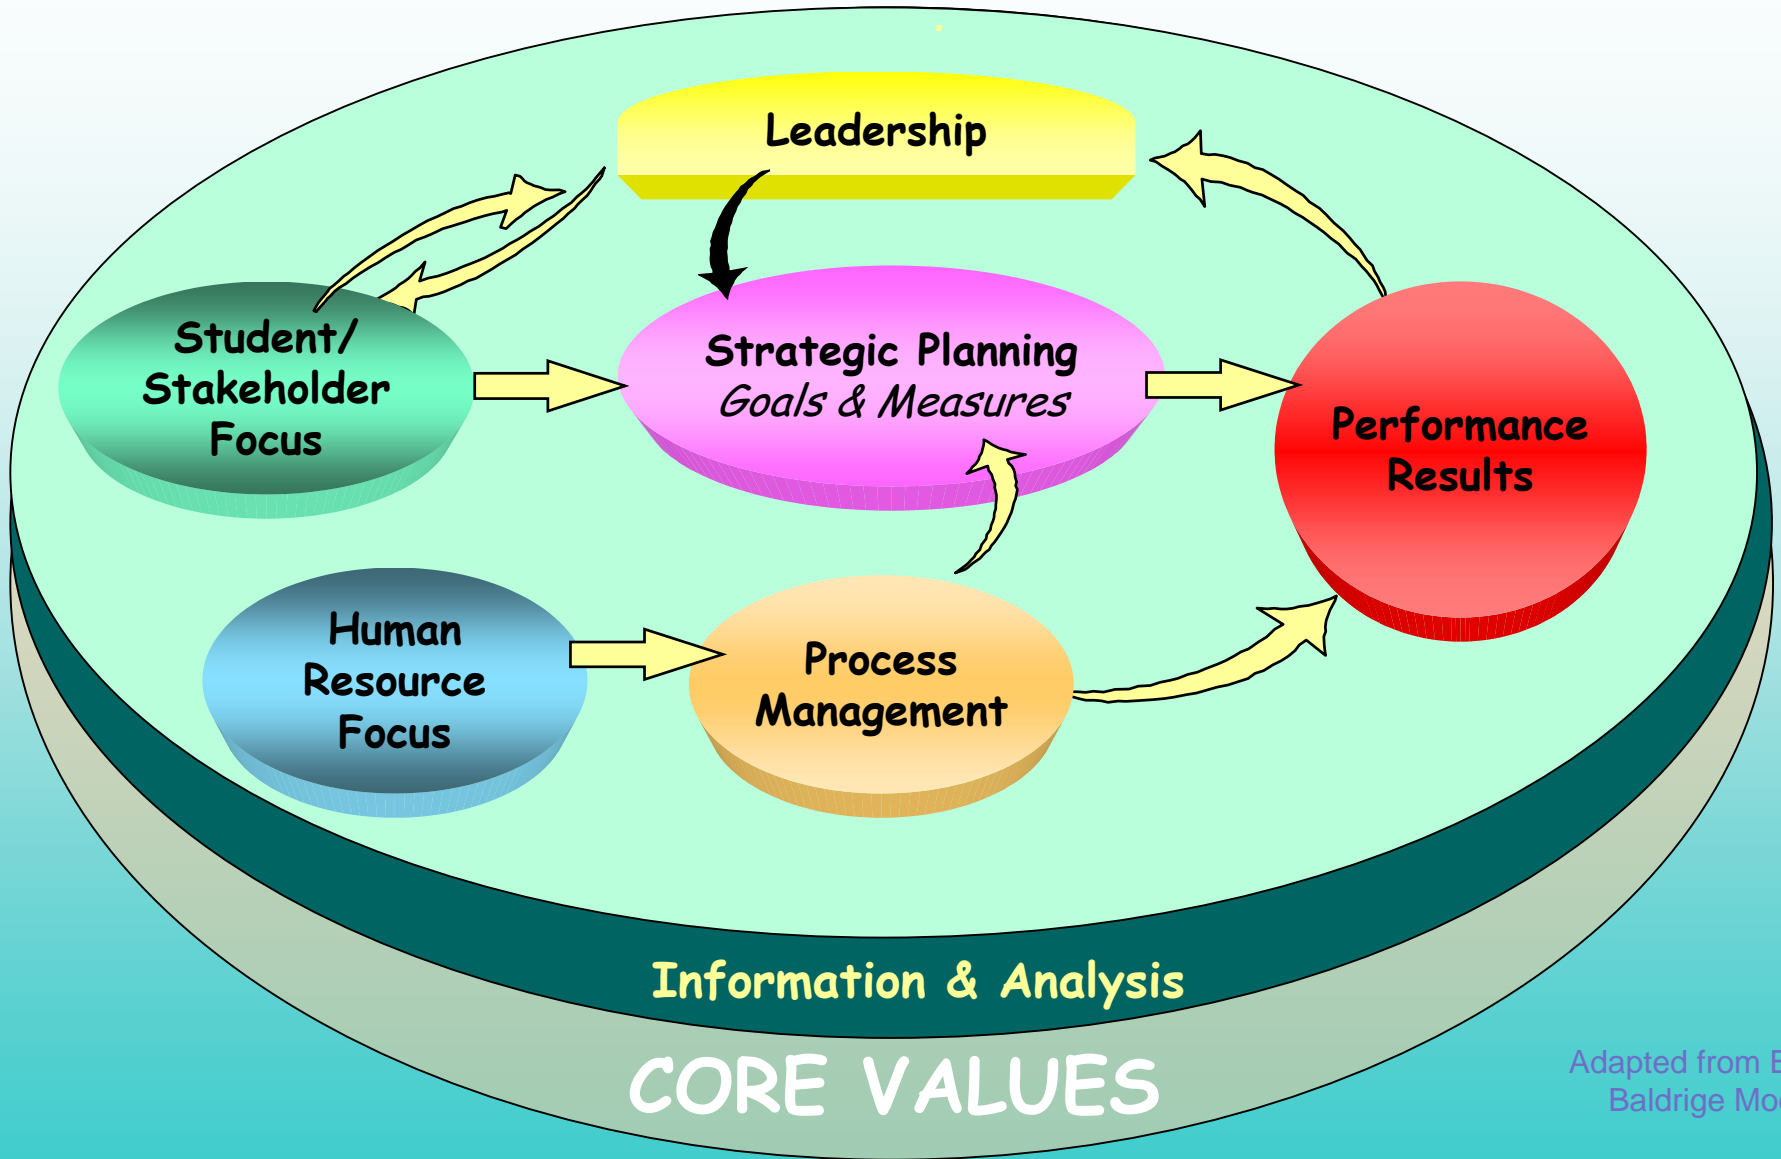 Leadership
Student/
Stakeholder
Focus
Strategic Planning
Goals & Measures
Performance
Results
Human
Resource
Focus
Process
Management
Information & Analysis
CORE VALUES
Adapted from
Baldrige